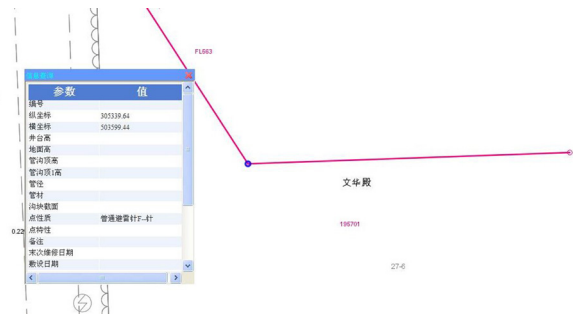 FL563
参数 值
编号
纵坐标 305339.64
横坐标 503599.44
井台高
地面高
管沟顶高
管沟顶1高
管径
管材
沟块截面
点性质 管通避雷针F--针
点特性
备注
末次维修日期
敷设日期
文华殿
195701
27-6
0.22